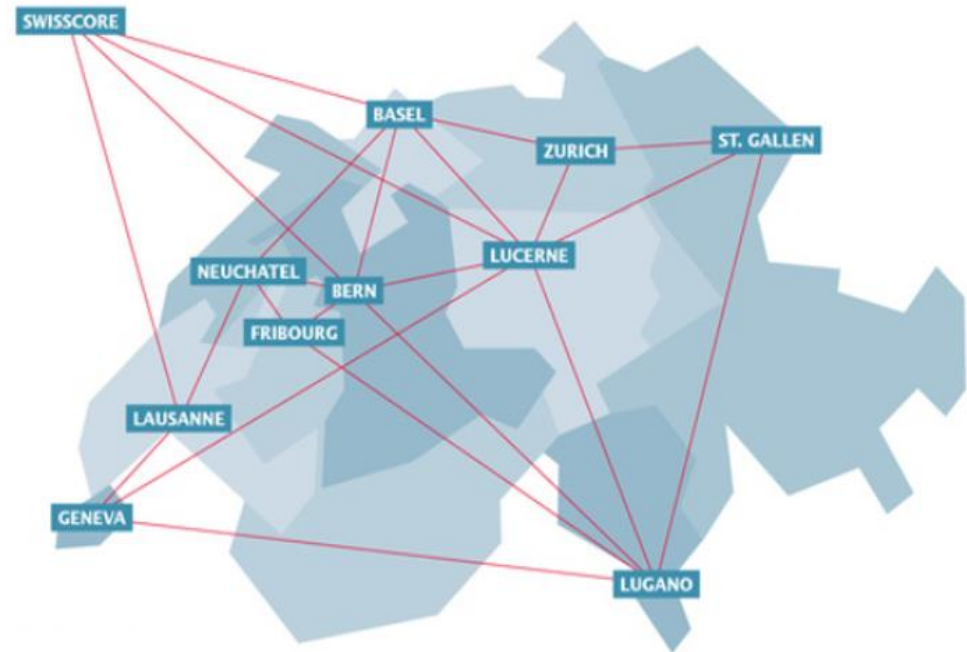 SWISSCORE
BASEL
ZURICH
ST. GALLEN
LUCERNE
NEUCHATEL
BERN
FRIBOURG
LAUSANNE
GENEVA
LUGANO